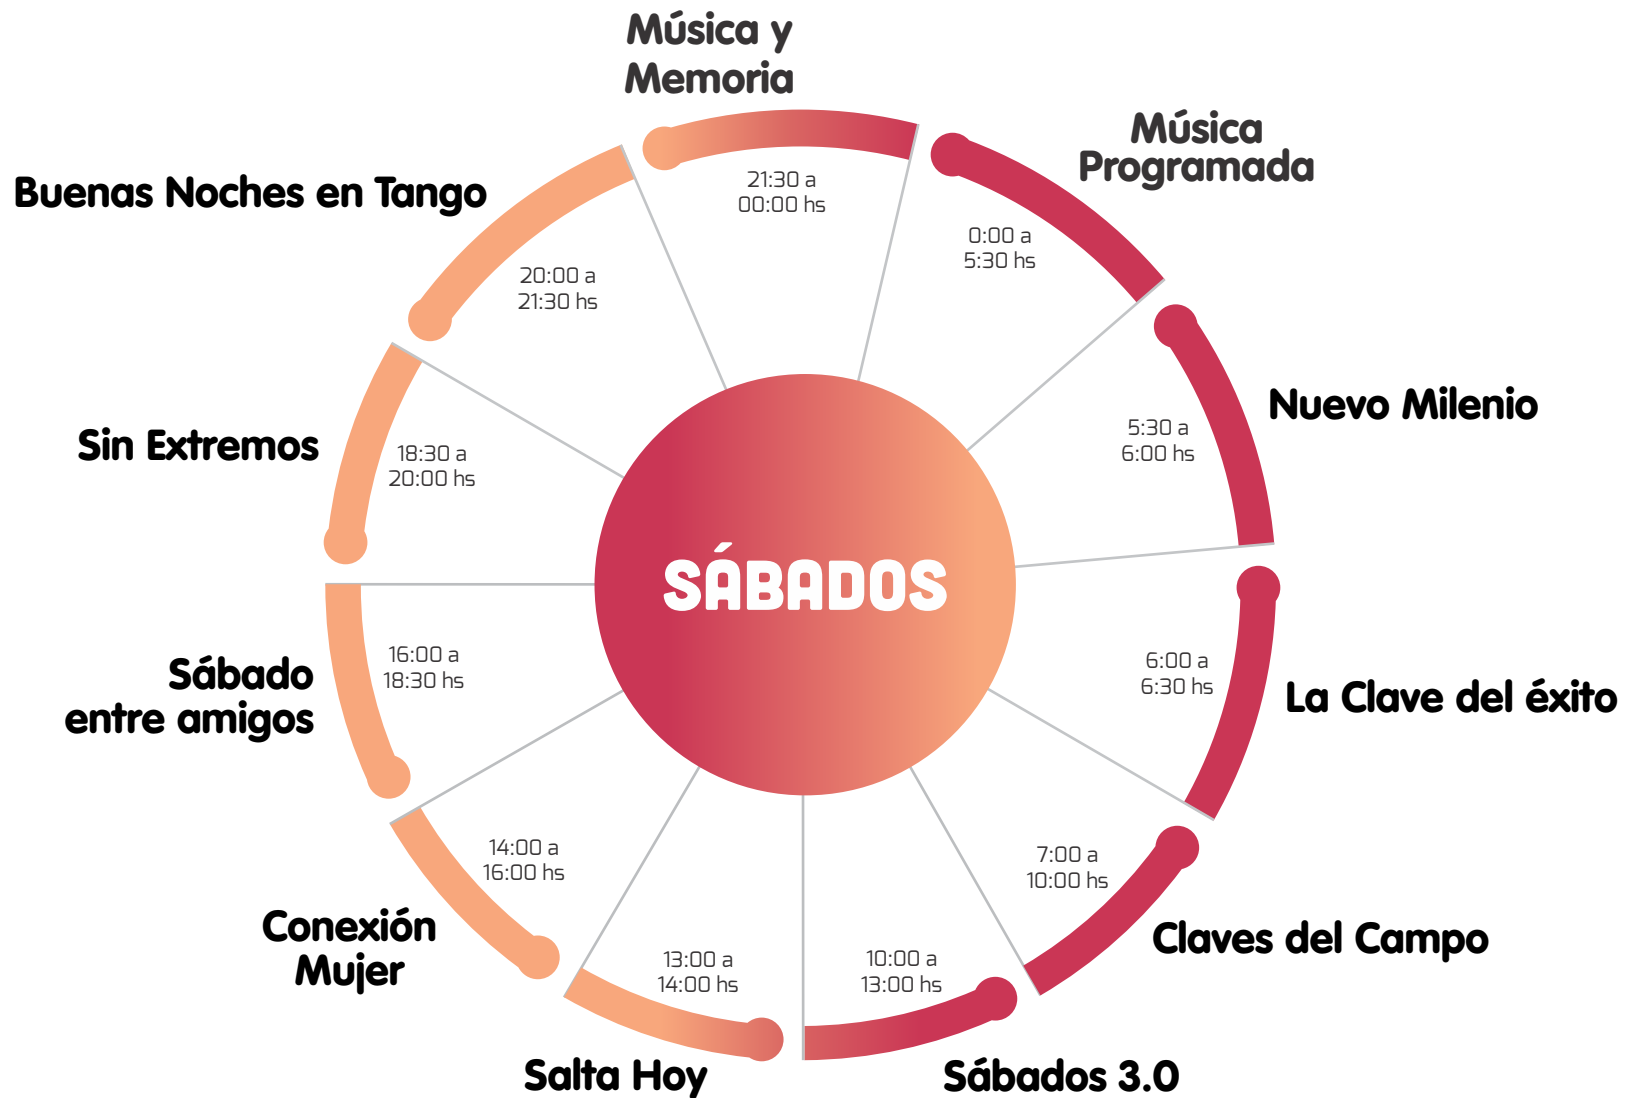 Música y
Memoria
21:30 a
00:00 hs
Música
Programada
0:00 a
5:30 hs
Nuevo Milenio
5:30 a
6:00 hs
La Clave del éxito
6:00 a
6:30 hs
Claves del Campo
7:00 a
10:00 hs
Sábados 3.0
10:00 a
13:00 hs
Salta Hoy
13:00 a
14:00 hs
Conexión
Mujer
14:00 a
16:00 hs
Sábado
entre amigos
16:00 a
18:30 hs
Sin Extremos
18:30 a
20:00 hs
Buenas Noches en Tango
20:00 a
21:30 hs
SÁBADOS